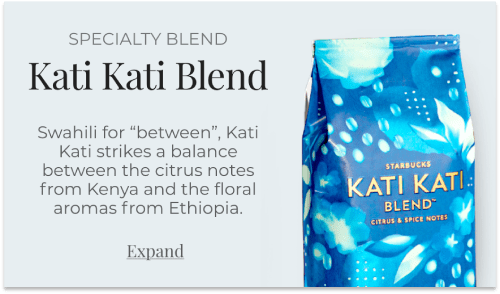 SPECIALTY BLEND
Kati Kati Blend
Swahili for “between”, Kati
Kati strikes a balance
between the citrus notes
from Kenya and the floral
aromas from Ethiopia.
Expand
STARBUCKS
KATI KATI
BLEND™
CITRUS & SPICE NOTES